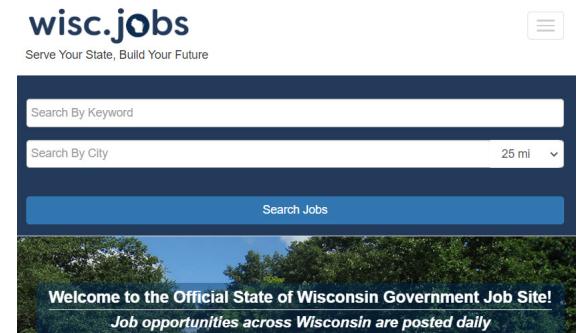 wisc.jobs
Serve Your State, Build Your Future
Search By Keyword
Search By City
25 mi
Search Jobs
Welcome to the Official State of Wisconsin Government Job Site!
Job opportunities across Wisconsin are posted daily